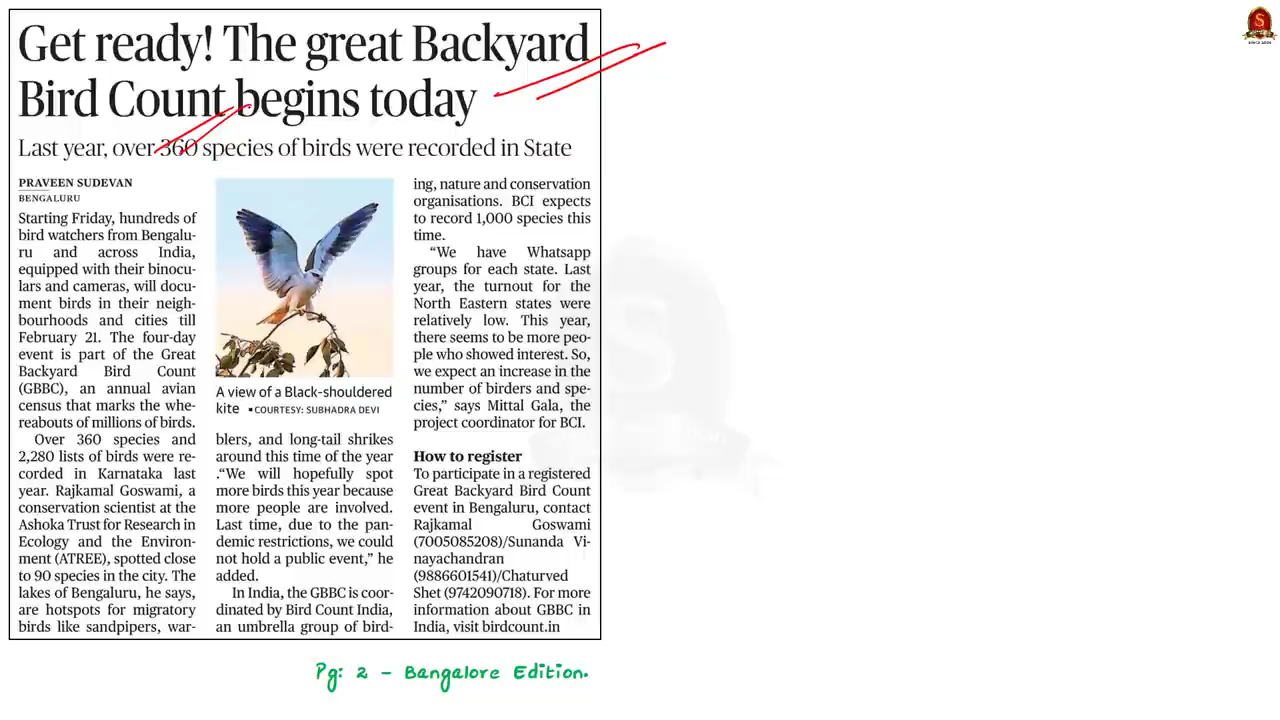 Get ready! The great Backyard
Bird Count begins today
Last year, over 360 species of birds were recorded in State
PRAVEEN SUDEVAN
BENGALURU
Starting Friday, hundreds of
bird watchers from Bengalu-
ru and across India,
equipped with their binocu-
lars and cameras, will docu-
ment birds in their neigh-
bourhoods and cities till
February 21. The four-day
event is part of the Great
Backyard Bird Count
(GBBC), an annual avian
census that marks the whe-
reabouts of millions of birds.
Over 360 species and
2,280 lists of birds were re-
corded in Karnataka last
year. Rajkamal Goswami, a
conservation scientist at the
Ashoka Trust for Research in
Ecology and the Environ-
ment (ATREE), spotted close
to 90 species in the city. The
lakes of Bengaluru, he says,
are hotspots for migratory
birds like sandpipers, war-
A view of a Black-shouldered
kite ▪COURTESY: SUBHADRA DEVI
blers, and long-tail shrikes
around this time of the year
.“We will hopefully spot
more birds this year because
more people are involved.
Last time, due to the pan-
demic restrictions, we could
not hold a public event,” he
added.
In India, the GBBC is coor-
dinated by Bird Count India,
an umbrella group of bird-
ing, nature and conservation
organisations. BCI expects
to record 1,000 species this
time.
“We have Whatsapp
groups for each state. Last
year, the turnout for the
North Eastern states were
relatively low. This year,
there seems to be more peo-
ple who showed interest. So,
we expect an increase in the
number of birders and spe-
cies,” says Mittal Gala, the
project coordinator for BCI.
How to register
To participate in a registered
Great Backyard Bird Count
event in Bengaluru, contact
Rajkamal Goswami
(7005085208)/Sunanda Vi-
nayachandran
(9886601541)/Chaturved
Shet (9742090718). For more
information about GBBC in
India, visit birdcount.in
Pg: 2 – Bangalore Edition.
S
SINCE 2004